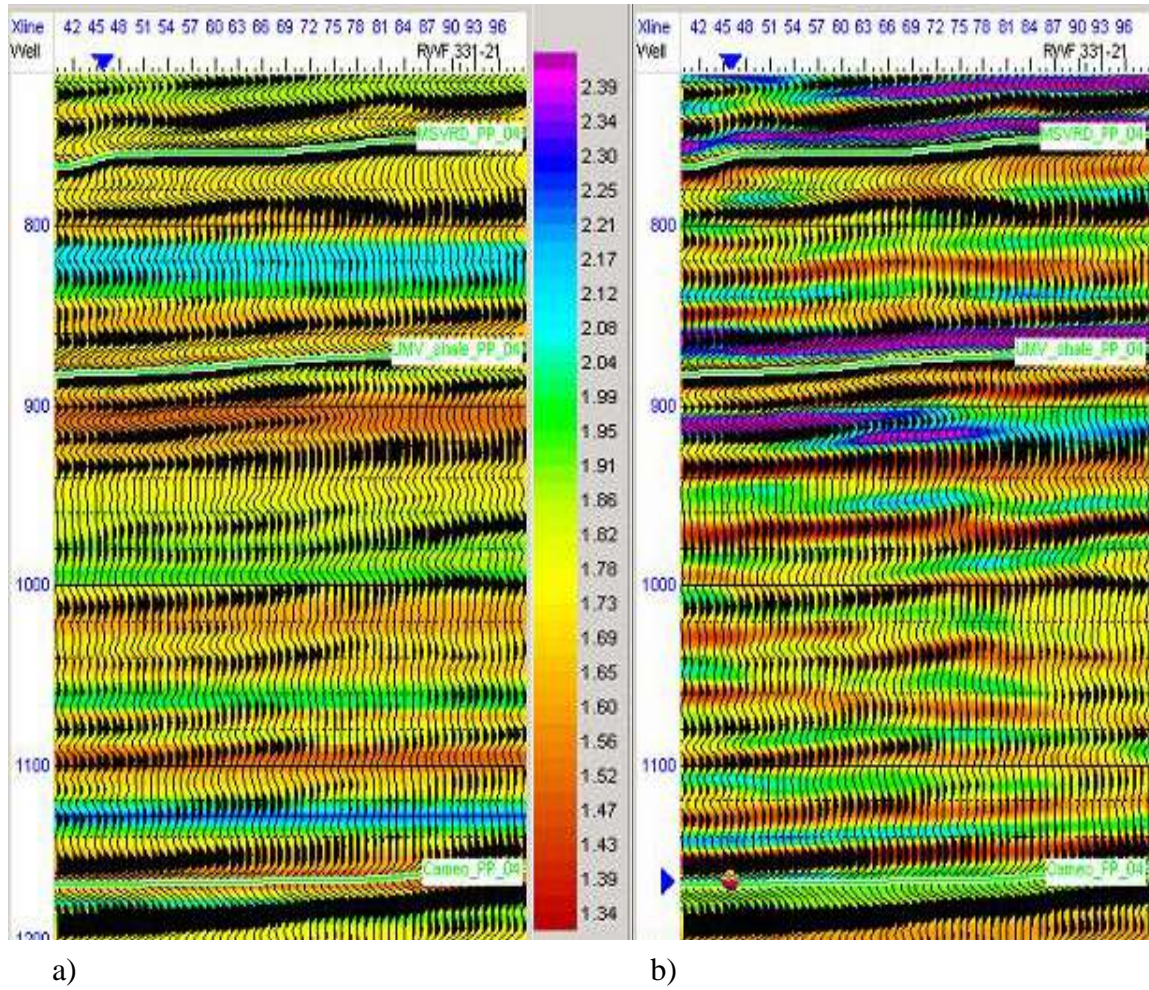 Xline 42 45 48 51 54 57 60 63 66 69 72 75 78 81 84 87 90 93 96
Well RWF 331-21
MSVRD_PP_04
800
UMV_shale_PP_04
900
1000
1100
Cameo_PP_04
1200
2.39
2.34
2.30
2.25
2.21
2.17
2.12
2.08
2.04
1.99
1.95
1.91
1.86
1.82
1.78
1.73
1.69
1.65
1.60
1.56
1.52
1.47
1.43
1.39
1.34
Xline 42 45 48 51 54 57 60 63 66 69 72 75 78 81 84 87 90 93 96
Well RWF 331-21
MSVRD_PP_04
800
UMV_shale_PP_04
900
1000
1100
Cameo_PP_04
1200
a)
b)